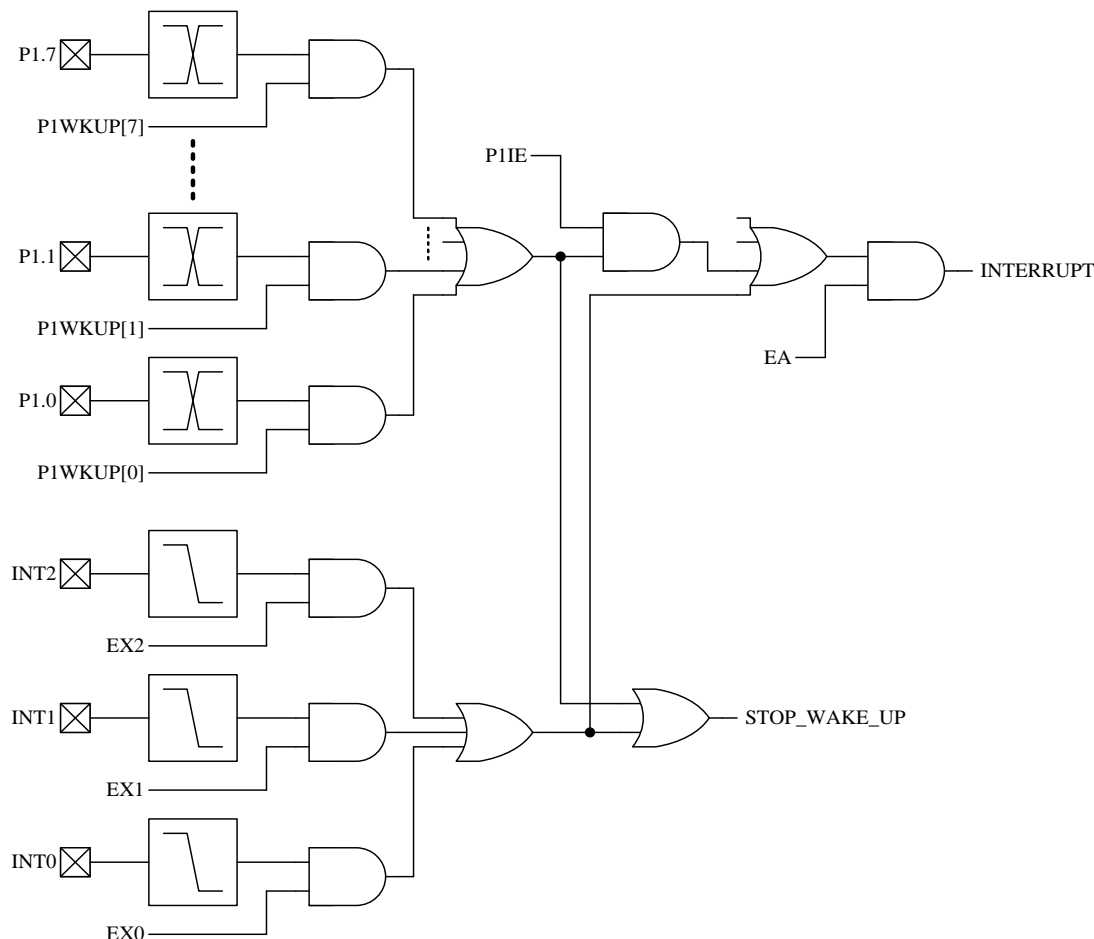 P1.7
P1WKUP[7]
P1IE
P1.1
INTERRUPT
P1WKUP[1]
EA
P1.0
P1WKUP[0]
INT2
EX2
INT1
STOP_WAKE_UP
EX1
INT0
EX0